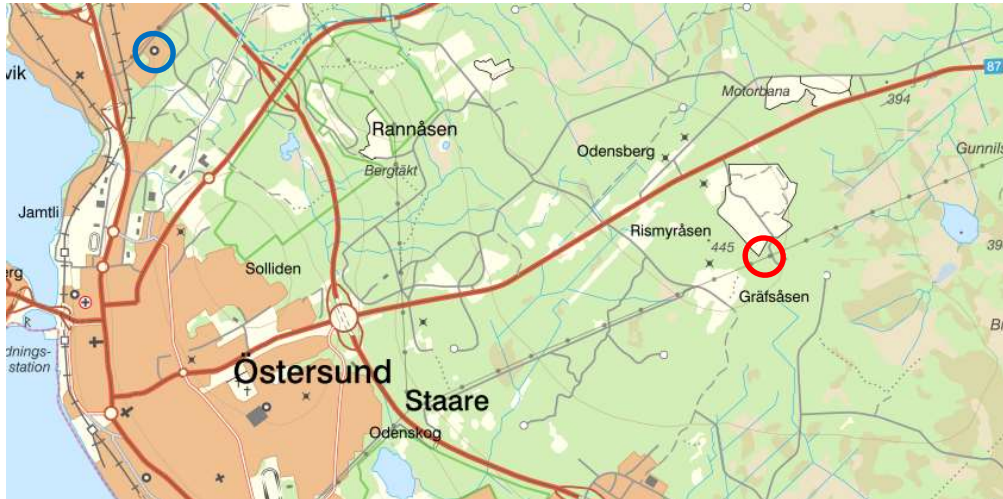 vik
87
Motorbana
394
Rannåsen
Odensberg
Bergtäkt
Gunnils
Jamtli
Rismyråsen
445
39
Solliden
erg
Gräfsåsen
B
dnings-
station
Östersund
Staare
Odenskog